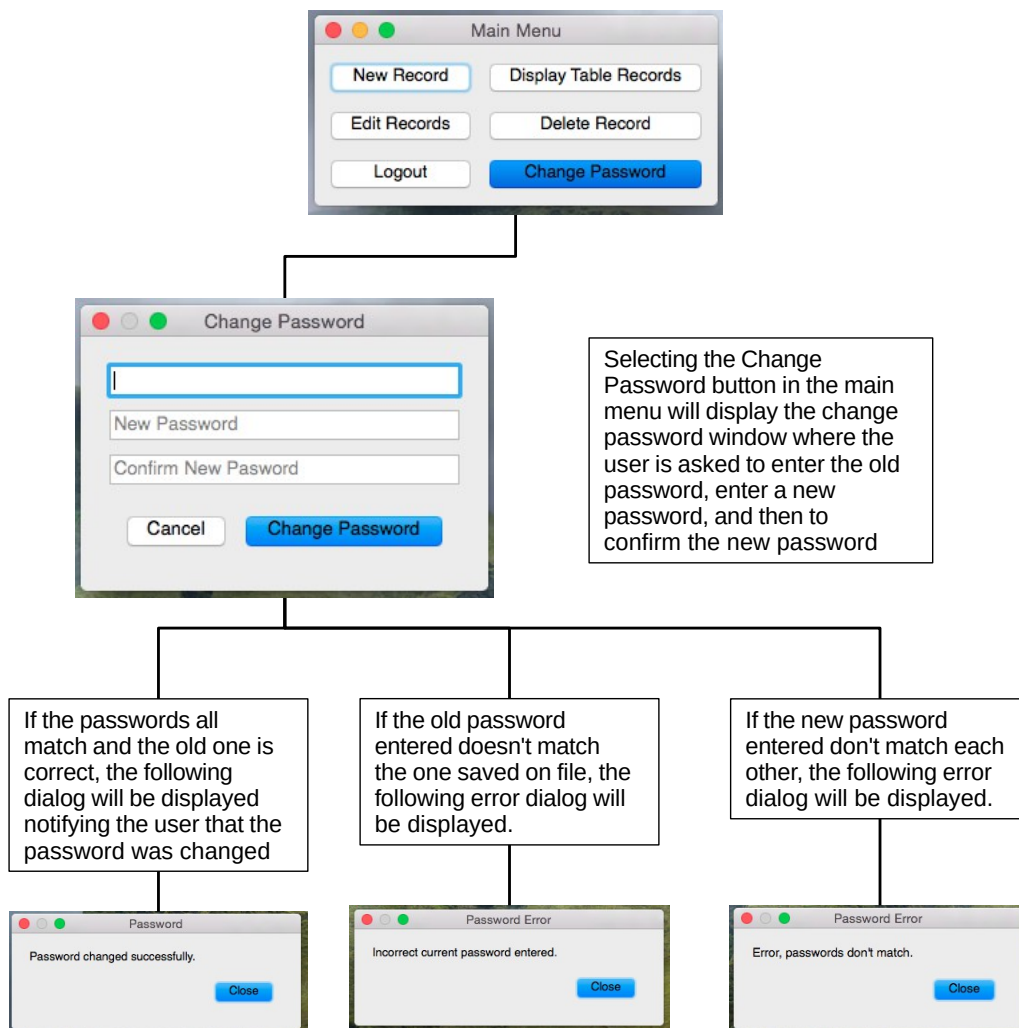 Main Menu
New Record
Display Table Records
Edit Records
Delete Record
Logout
Change Password
Change Password
New Password
Confirm New Pasword
Cancel
Change Password
Selecting the Change
Password button in the main
menu will display the change
password window where the
user is asked to enter the old
password, enter a new
password, and then to
confirm the new password
If the passwords all
match and the old one is
correct, the following
dialog will be displayed
notifying the user that the
password was changed
If the old password
entered doesn't match
the one saved on file, the
following error dialog will
be displayed.
If the new password
entered don't match each
other, the following error
dialog will be displayed.
Password
Password changed successfully.
Close
Password Error
Incorrect current password entered.
Close
Password Error
Error, passwords don't match.
Close